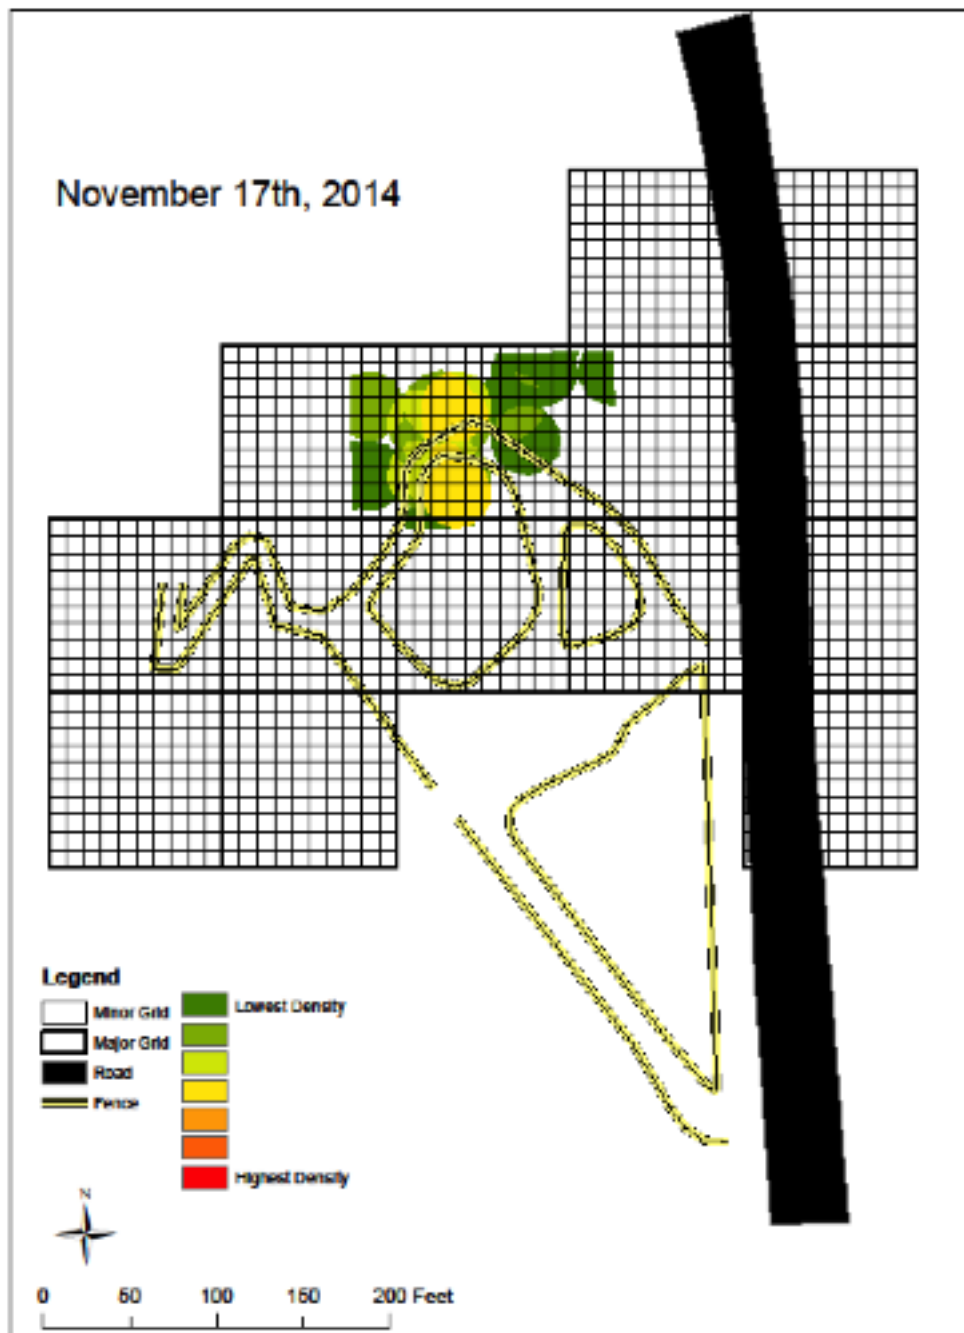 November 17th, 2014
Legend
Minor Grid
Major Grid
Road
Fence
Lowest Density
Highest Density
N
0 50 100 150 200 Feet